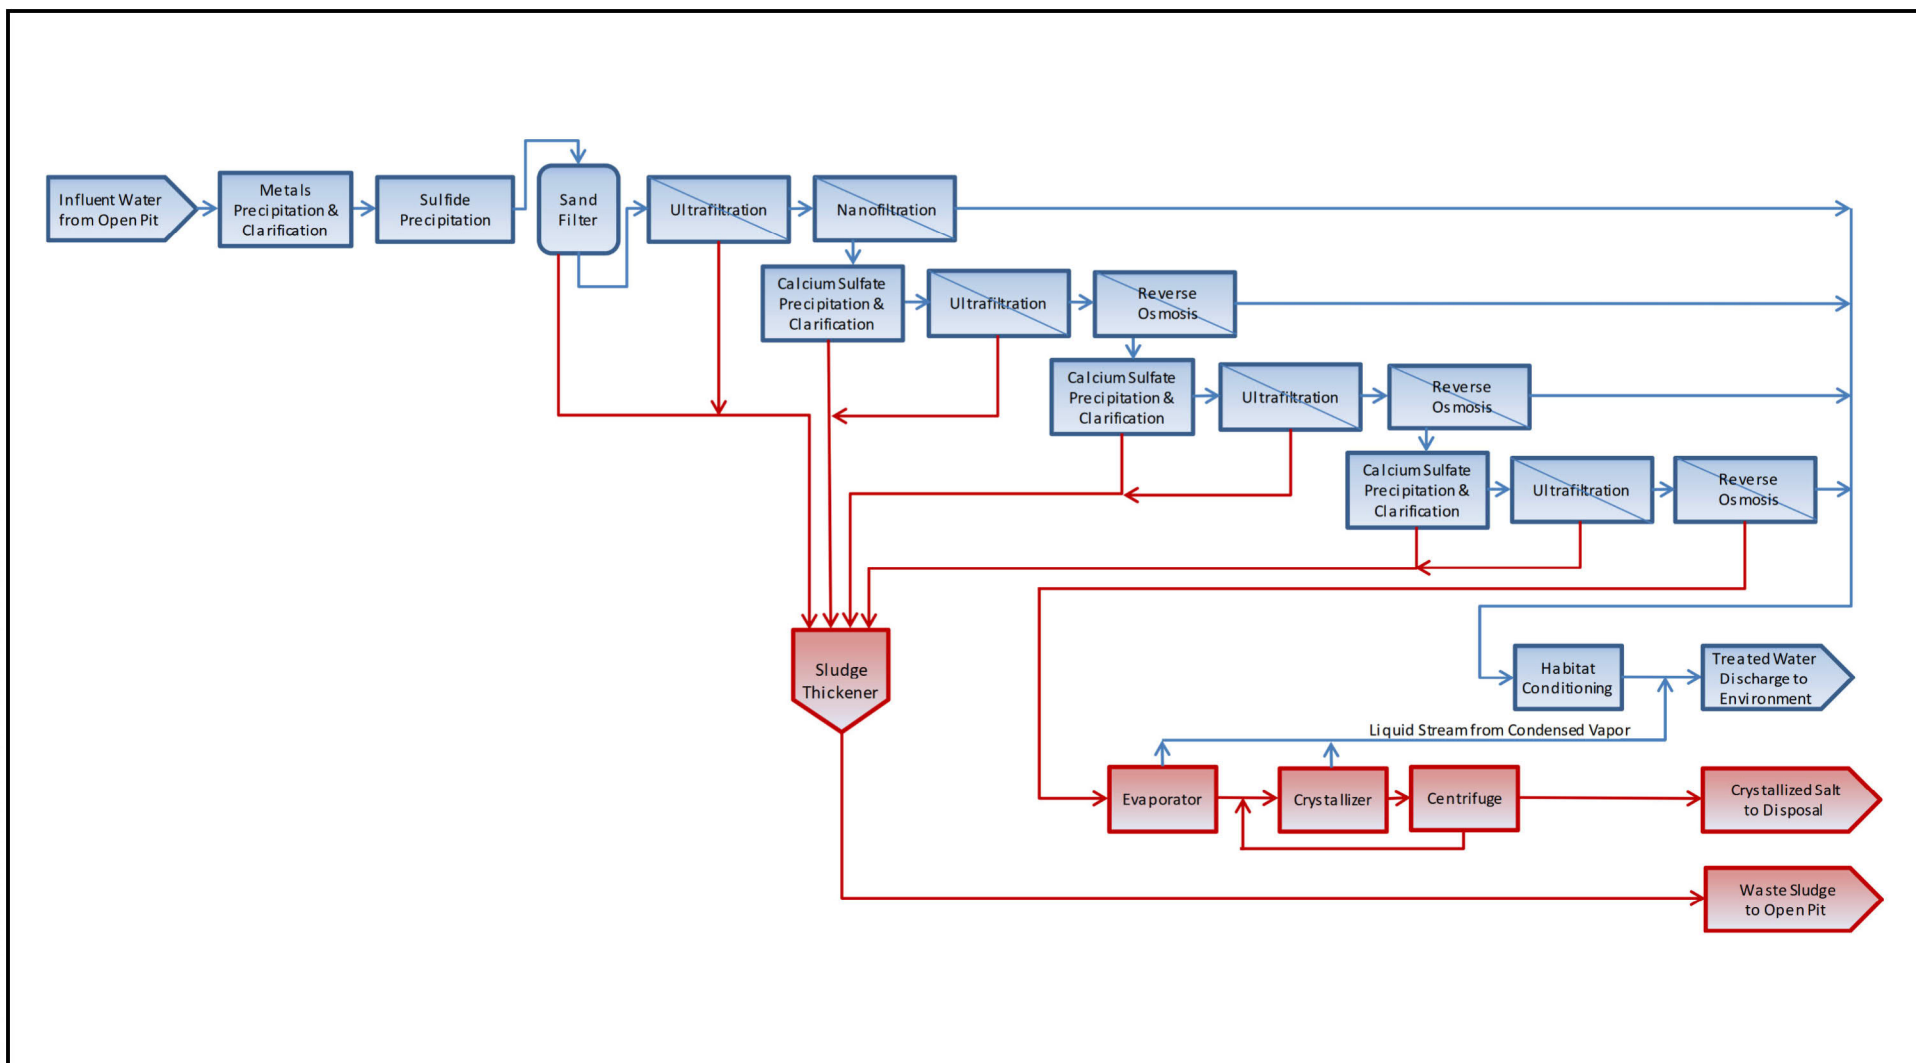 Influent Water
from Open Pit
Metals
Precipitation &
Clarification
Sulfide
Precipitation
Sand
Filter
Ultrafiltration
Nanofiltration
Calcium Sulfate
Precipitation &
Clarification
Ultrafiltration
Reverse
Osmosis
Calcium Sulfate
Precipitation &
Clarification
Ultrafiltration
Reverse
Osmosis
Calcium Sulfate
Precipitation &
Clarification
Ultrafiltration
Reverse
Osmosis
Sludge
Thickener
Habitat
Conditioning
Treated Water
Discharge to
Environment
Liquid Stream from Condensed Vapor
Evaporator
Crystallizer
Centrifuge
Crystallized Salt
to Disposal
Waste Sludge
to Open Pit